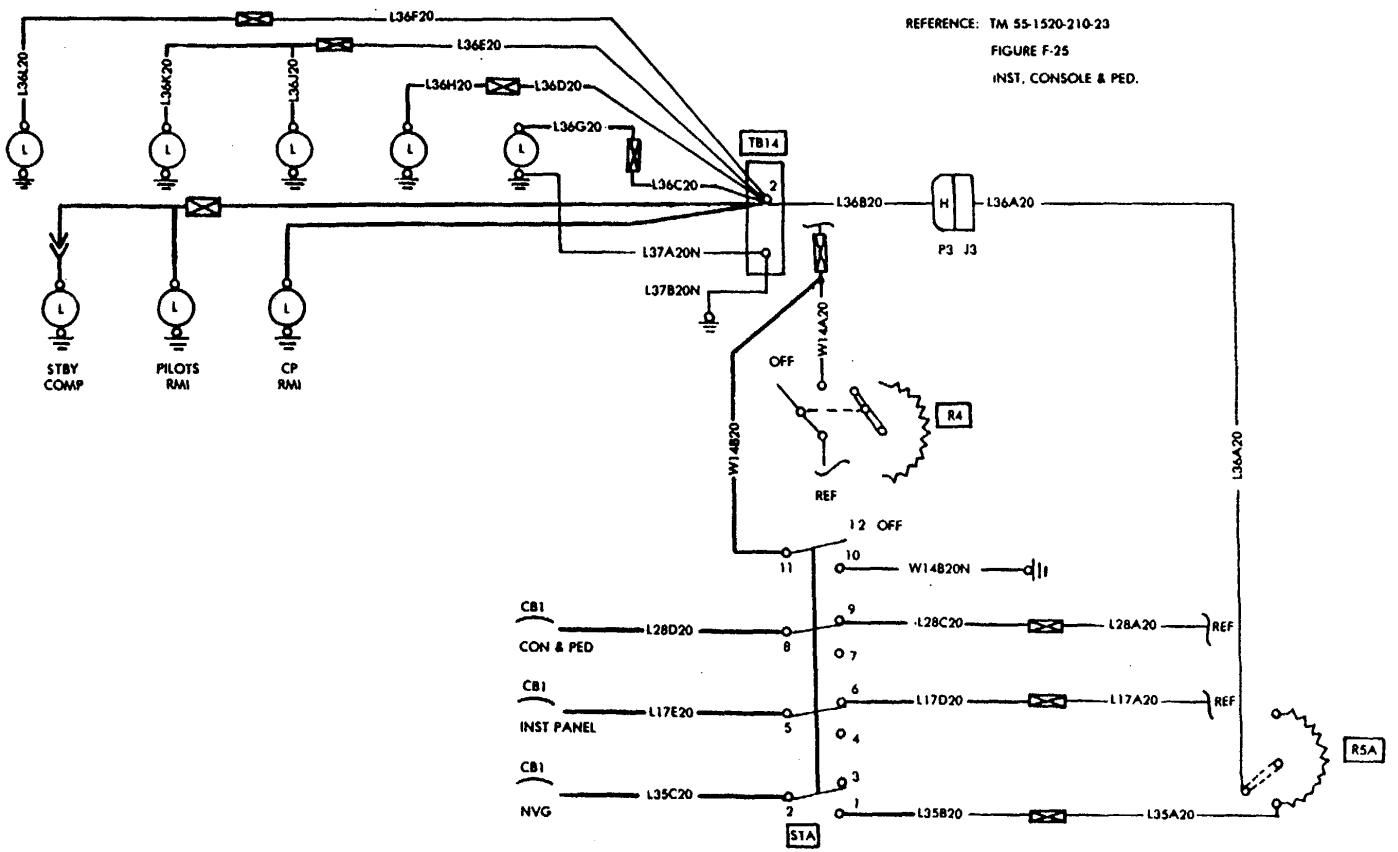 L36F20
REFERENCE: TM 55-1520-210-23
FIGURE F-25
INST. CONSOLE & PED.
L36E20
L36L20
L36K20
L36J20
L36H20
L36D20
L36G20
L L L L L
TB14
2
L36C20
L36B20
H
L36A20
P3 J3
L37A20N
L37B20N
L L L
STBY
COMP
PILOTS
RMI
CP
RMI
W14A20
OFF
R4
W14B20
REF
L36A20
12 OFF
11
10
W14B20N
CB1
L28D20
CON & PED
8
9
L28C20
L28A20
REF
7
CB1
L17E20
INST PANEL
5
6
L17D20
L17A20
REF
4
R5A
CB1
L35C20
NVG
2
3
1
L35B20
L35A20
S1A